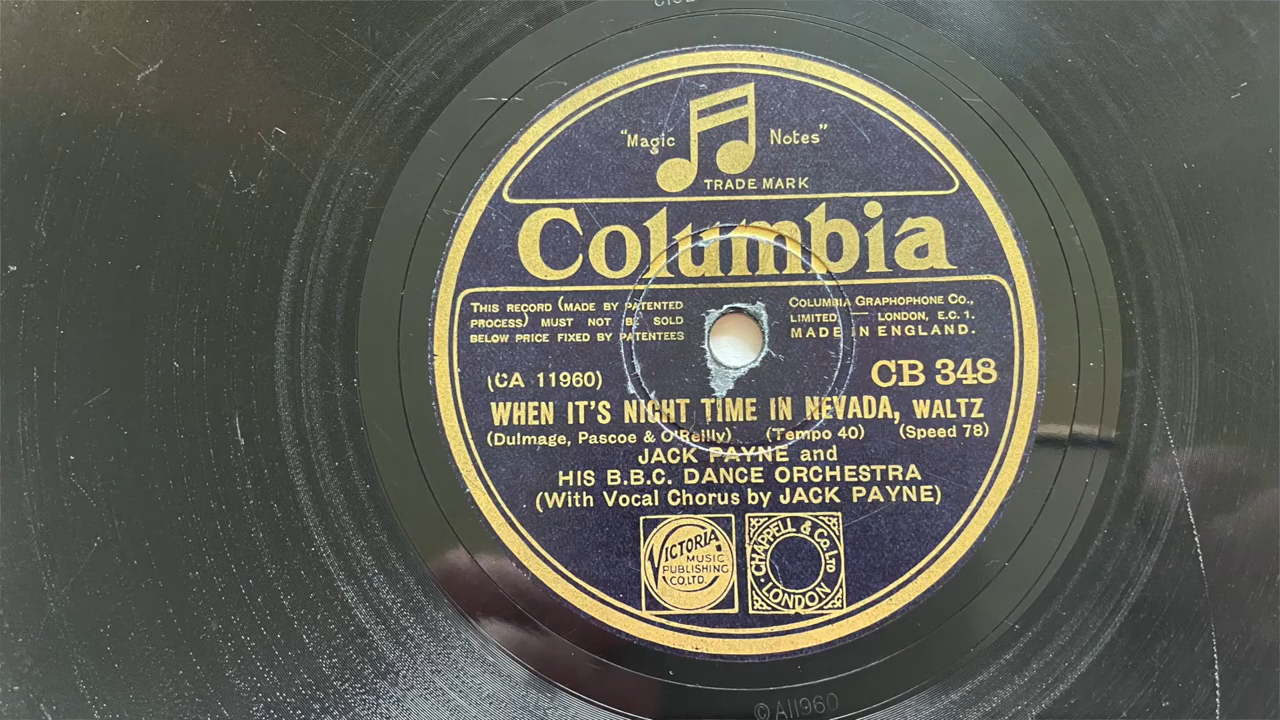 "Magic Notes"
TRADE MARK
Columbia
THIS RECORD (MADE BY PATENTED
PROCESS) MUST NOT BE SOLD
BELOW PRICE FIXED BY PATENTEES
COLUMBIA GRAPHOPHONE CO.,
LIMITED — LONDON, E.C.1.
MADE IN ENGLAND.
(CA 11960)
CB 348
WHEN IT'S NIGHT TIME IN NEVADA, WALTZ
(Dulmage, Pascoe & O'Reilly) (Tempo 40) (Speed 78)
JACK PAYNE and
HIS B.B.C. DANCE ORCHESTRA
(With Vocal Chorus by JACK PAYNE)
VICTORIA
MUSIC
PUBLISHING
CO. LTD.
CHAPPELL & Co. LTD
LONDON
A11960